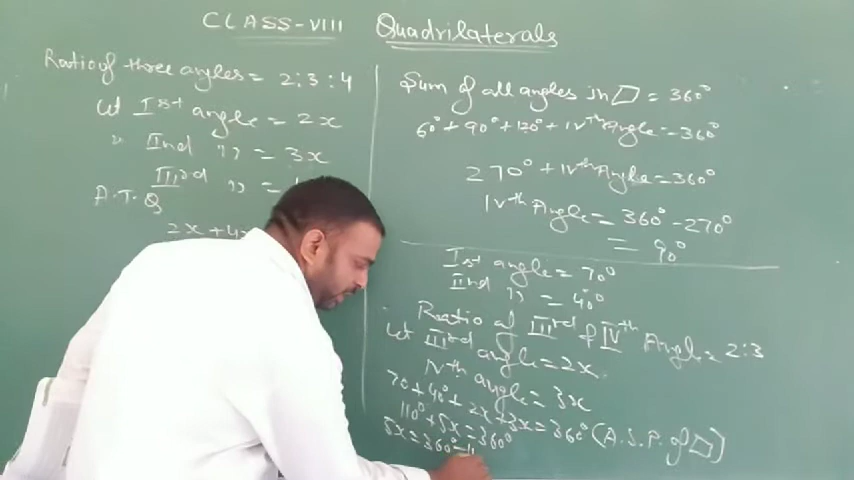 CLASS-VIII Quadrilaterals
Ratio of three angles = 2:3:4
Let Ist angle = 2x
" IInd " = 3x
IIIrd " =
A.T.Q
2x + 4x
Sum of all angles in ▱ = 360°
60° + 90° + 120° + IVth Angle = 360°
270° + IVth Angle = 360°
IVth Angle = 360° - 270°
= 90°
Ist angle = 70°
IInd " = 40°
Ratio of IIIrd & IVth Angle = 2:3
Let IIIrd angle = 2x.
IVth angle = 3x
70 + 40° + 2x + 3x = 360° (A.S.P. of ▱)
110° + 5x = 360°
5x = 360° -